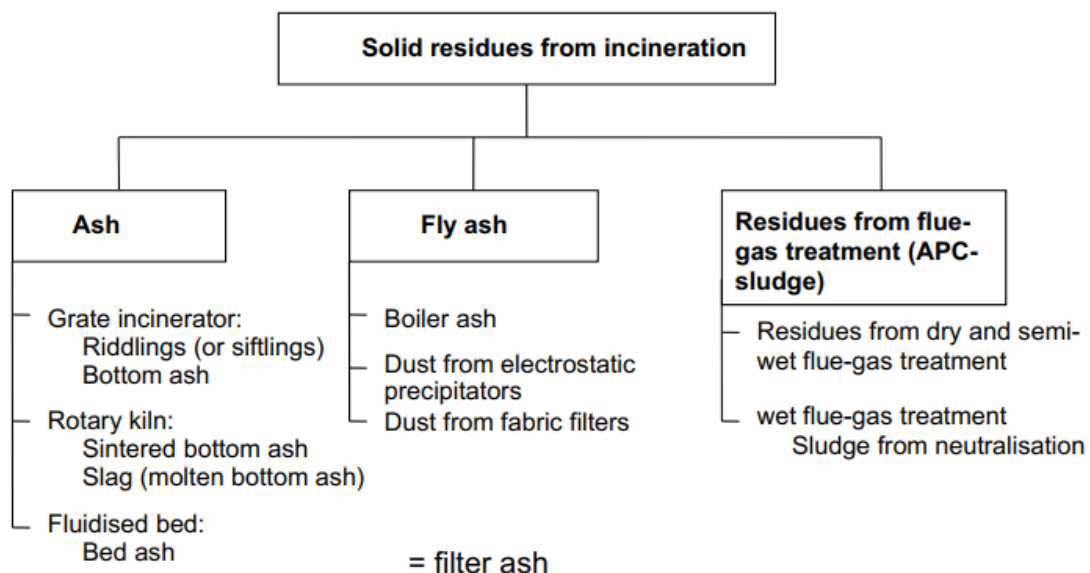 Solid residues from incineration
Ash
Grate incinerator:
Riddlings (or siftlings)
Bottom ash
Rotary kiln:
Sintered bottom ash
Slag (molten bottom ash)
Fluidised bed:
Bed ash
Fly ash
Boiler ash
Dust from electrostatic
precipitators
Dust from fabric filters
= filter ash
Residues from flue-
gas treatment (APC-
sludge)
Residues from dry and semi-
wet flue-gas treatment
wet flue-gas treatment
Sludge from neutralisation